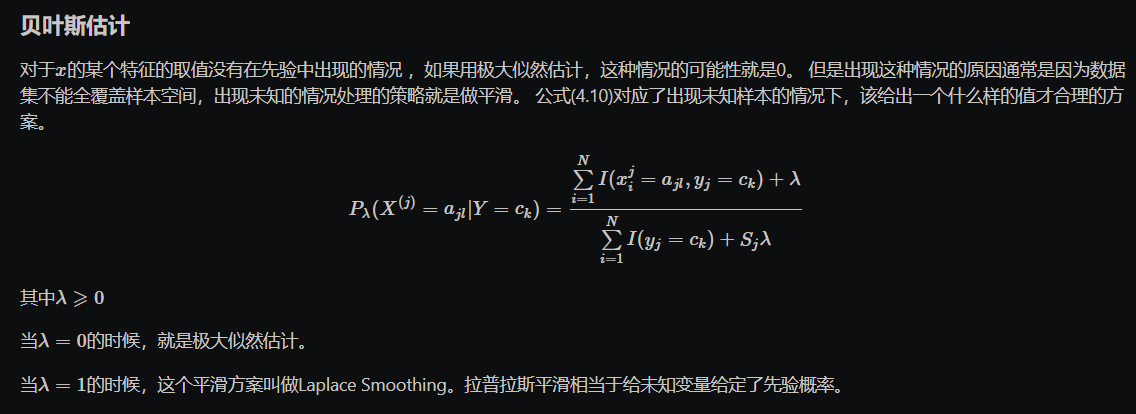 贝叶斯估计
对于x的某个特征的取值没有在先验中出现的情况 ，如果用极大似然估计，这种情况的可能性就是0。 但是出现这种情况的原因通常是因为数据
集不能全覆盖样本空间，出现未知的情况处理的策略就是做平滑。 公式(4.10)对应了出现未知样本的情况下，该给出一个什么样的值才合理的方
案。
P_λ(X^{(j)} = a_{jl}|Y = c_k) = \frac{\sum_{i=1}^{N} I(x_i^j = a_{jl}, y_j = c_k) + λ}{\sum_{i=1}^{N} I(y_j = c_k) + S_jλ}
其中λ ⩾ 0
当λ = 0的时候，就是极大似然估计。
当λ = 1的时候，这个平滑方案叫做Laplace Smoothing。拉普拉斯平滑相当于给未知变量给定了先验概率。